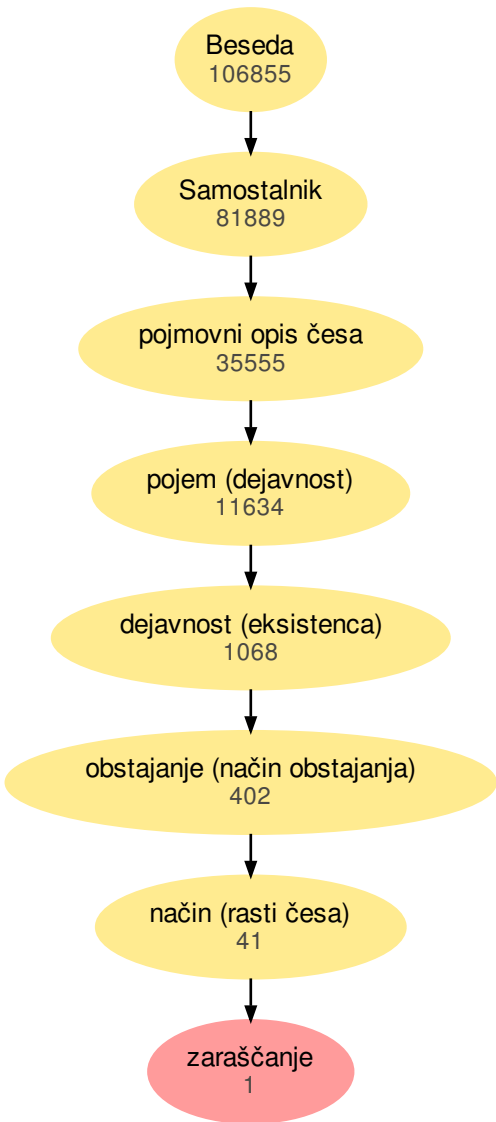 Beseda
106855
Samostalnik
81889
pojmovni opis česa
35555
pojem (dejavnost)
11634
dejavnost (eksistenca)
1068
obstajanje (način obstajanja)
402
način (rasti česa)
41
zaraščanje
1